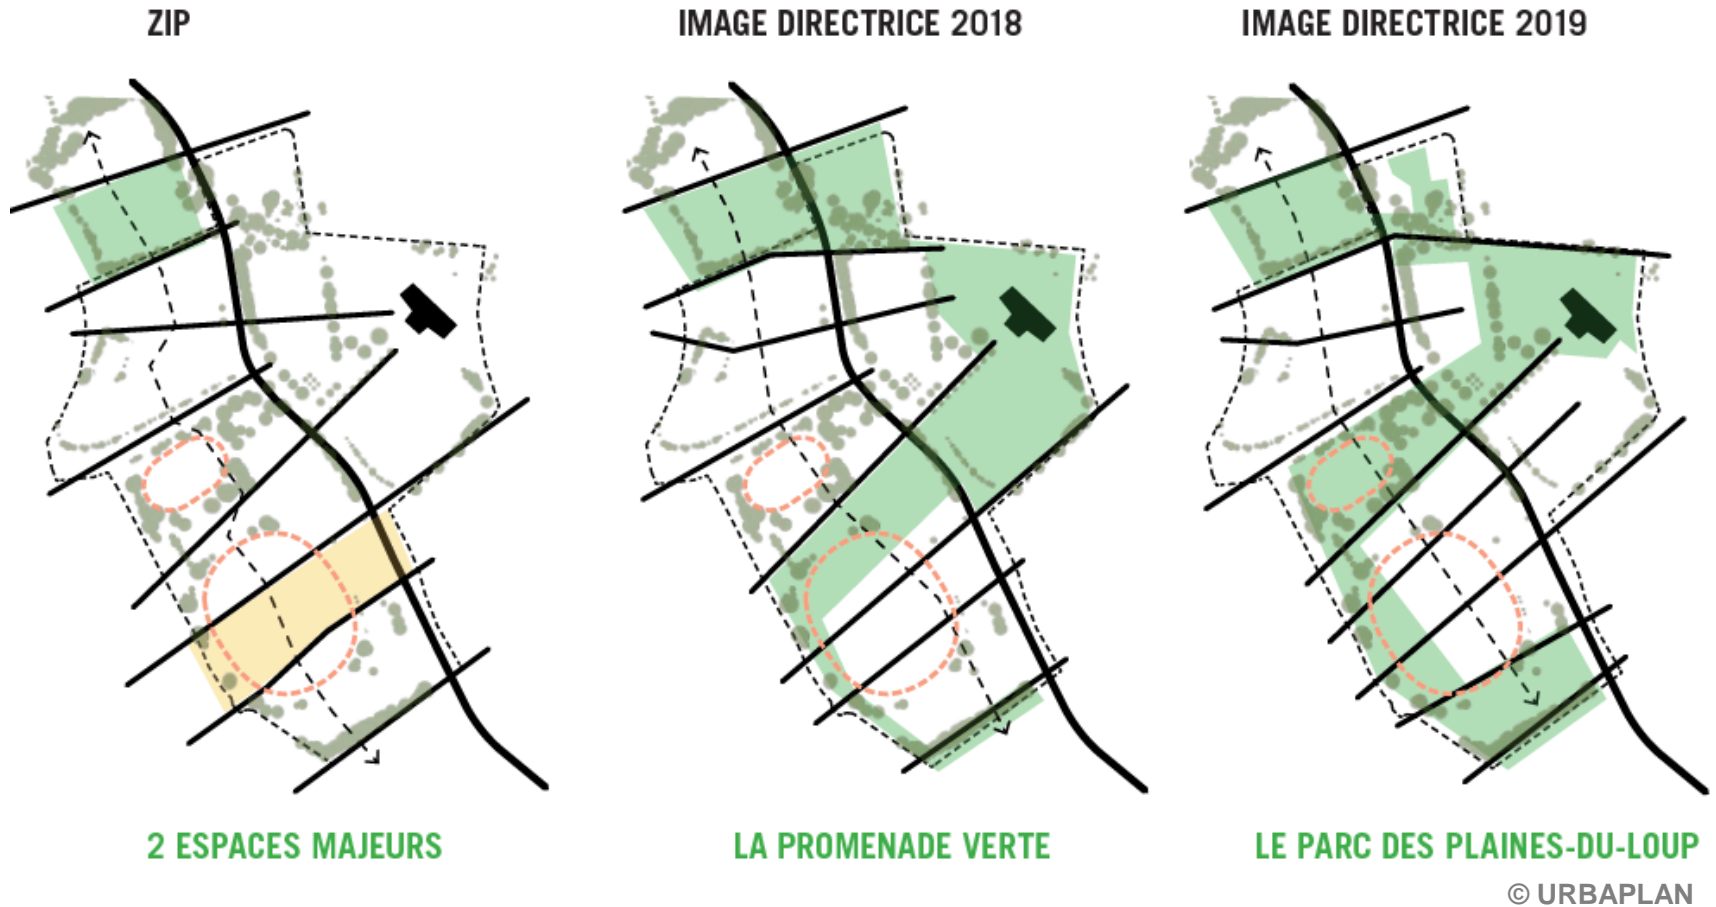 ZIP
IMAGE DIRECTRICE 2018
IMAGE DIRECTRICE 2019
2 ESPACES MAJEURS
LA PROMENADE VERTE
LE PARC DES PLAINES-DU-LOUP
© URBAPLAN